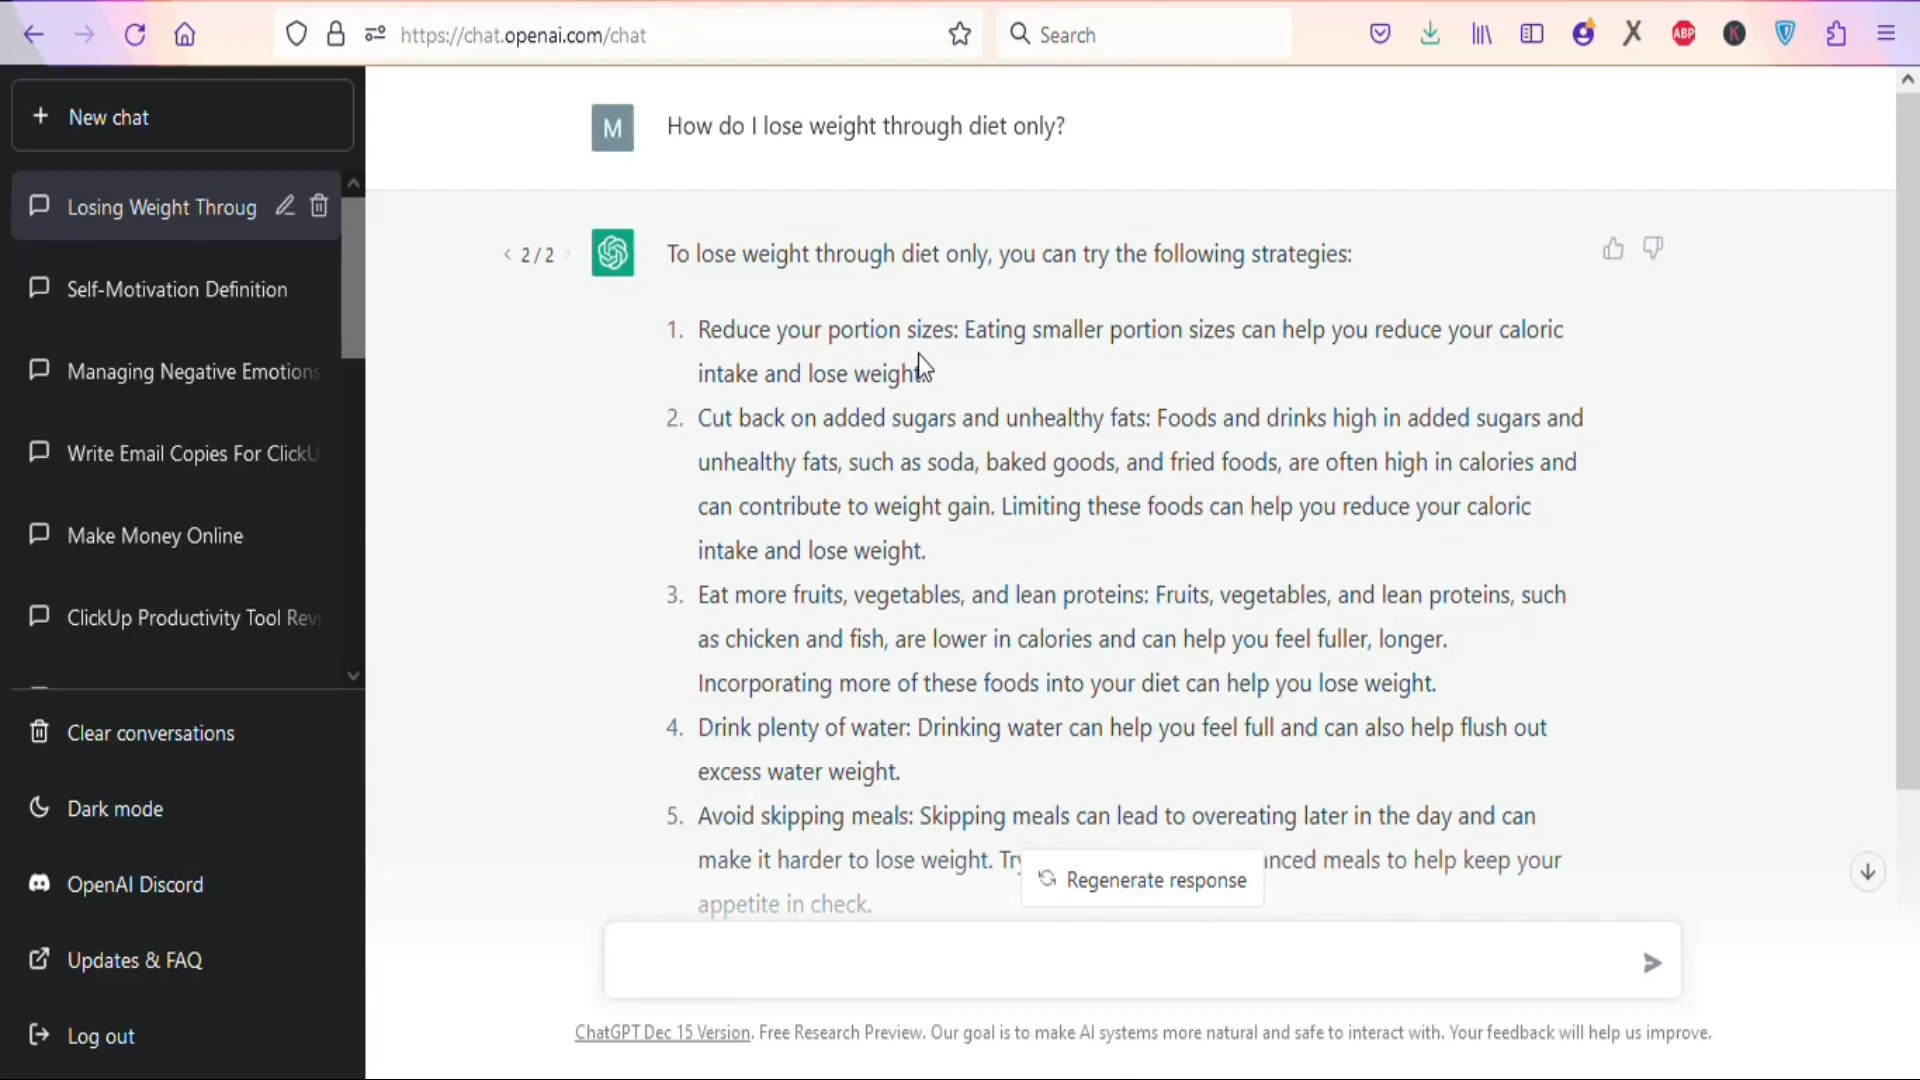 https://chat.openai.com/chat
Search
ABP
K
New chat
Losing Weight Throug
Self-Motivation Definition
Managing Negative Emotions
Write Email Copies For ClickU
Make Money Online
ClickUp Productivity Tool Revi
Clear conversations
Dark mode
OpenAI Discord
Updates & FAQ
Log out
M
How do I lose weight through diet only?
< 2 / 2 >
To lose weight through diet only, you can try the following strategies:
1. Reduce your portion sizes: Eating smaller portion sizes can help you reduce your caloric
intake and lose weight.
2. Cut back on added sugars and unhealthy fats: Foods and drinks high in added sugars and
unhealthy fats, such as soda, baked goods, and fried foods, are often high in calories and
can contribute to weight gain. Limiting these foods can help you reduce your caloric
intake and lose weight.
3. Eat more fruits, vegetables, and lean proteins: Fruits, vegetables, and lean proteins, such
as chicken and fish, are lower in calories and can help you feel fuller, longer.
Incorporating more of these foods into your diet can help you lose weight.
4. Drink plenty of water: Drinking water can help you feel full and can also help flush out
excess water weight.
5. Avoid skipping meals: Skipping meals can lead to overeating later in the day and can
make it harder to lose weight. meals to help keep your
appetite in check.
Regenerate response
ChatGPT Dec 15 Version. Free Research Preview. Our goal is to make AI systems more natural and safe to interact with. Your feedback will help us improve.